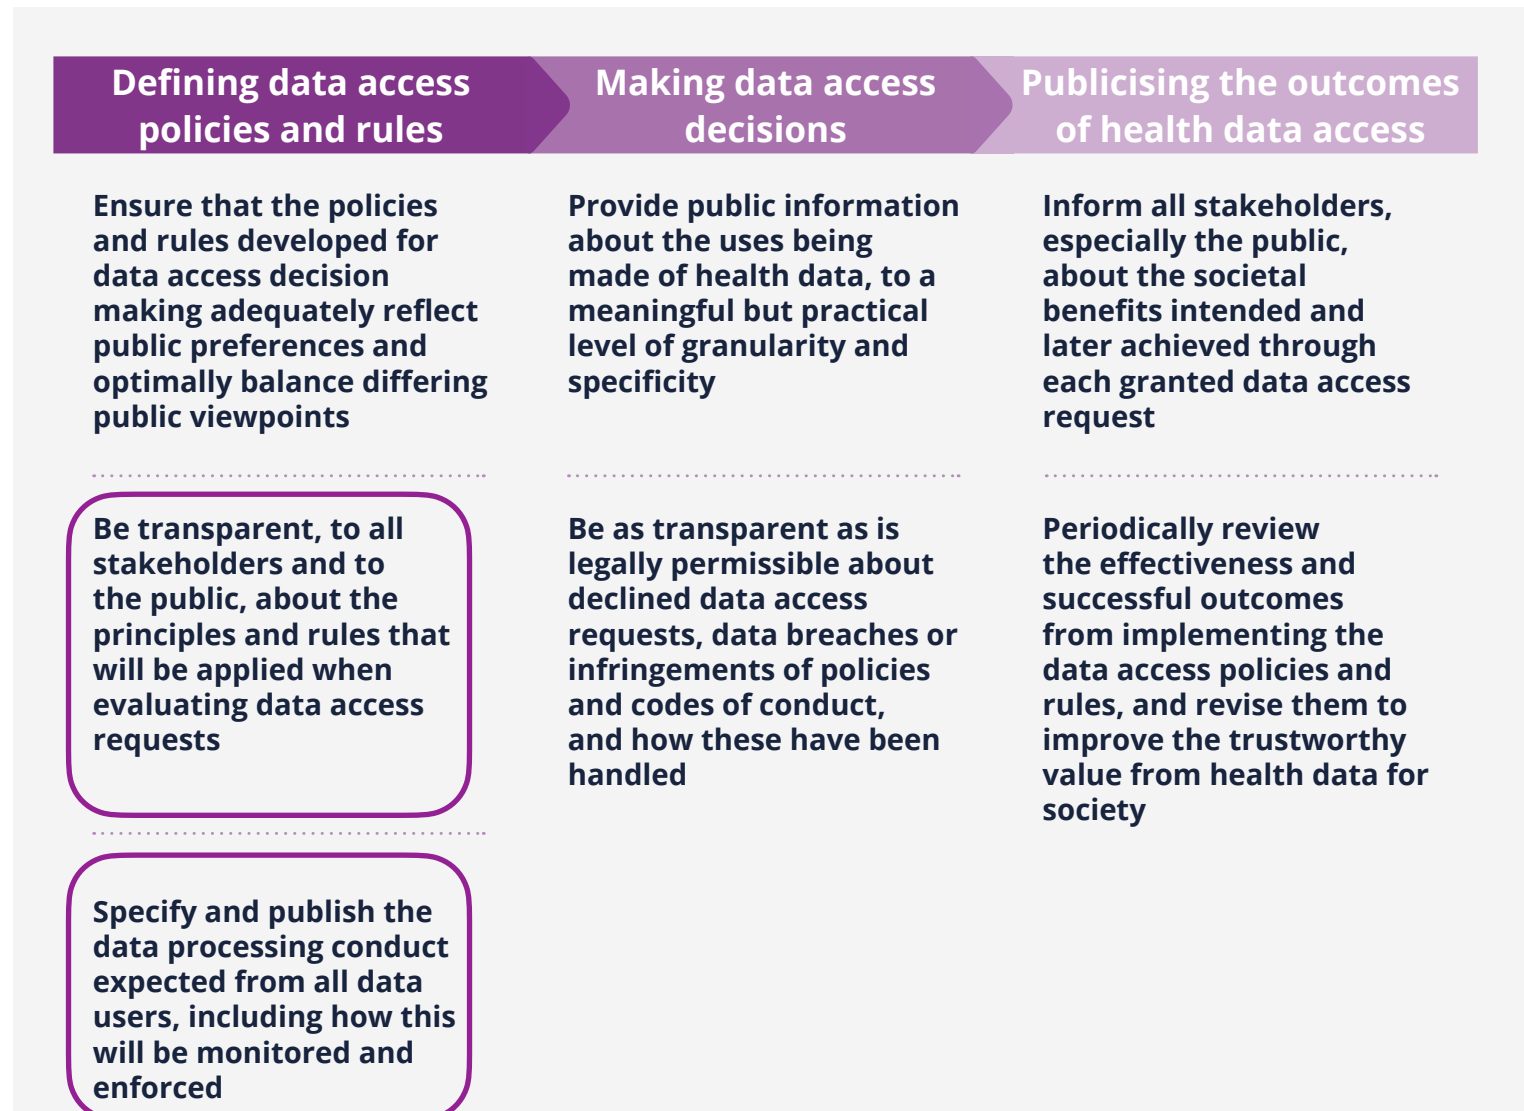 Defining data access
policies and rules
Making data access
decisions
Publicising the outcomes
of health data access
Ensure that the policies
and rules developed for
data access decision
making adequately reflect
public preferences and
optimally balance differing
public viewpoints
Be transparent, to all
stakeholders and to
the public, about the
principles and rules that
will be applied when
evaluating data access
requests
Specify and publish the
data processing conduct
expected from all data
users, including how this
will be monitored and
enforced
Provide public information
about the uses being
made of health data, to a
meaningful but practical
level of granularity and
specificity
Be as transparent as is
legally permissible about
declined data access
requests, data breaches or
infringements of policies
and codes of conduct,
and how these have been
handled
Inform all stakeholders,
especially the public,
about the societal
benefits intended and
later achieved through
each granted data access
request
Periodically review
the effectiveness and
successful outcomes
from implementing the
data access policies and
rules, and revise them to
improve the trustworthy
value from health data for
society